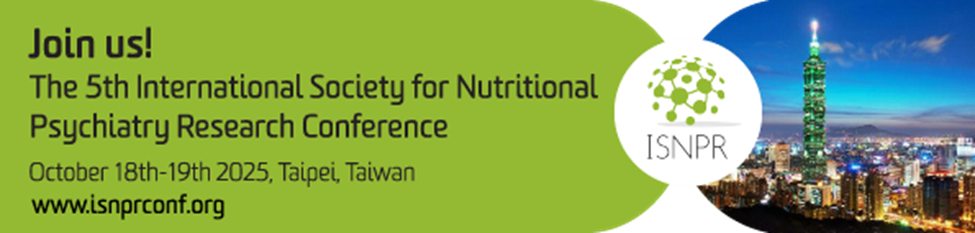 Join us!
The 5th International Society for Nutritional
Psychiatry Research Conference
October 18th-19th 2025, Taipei, Taiwan
www.isnprconf.org
ISNPR